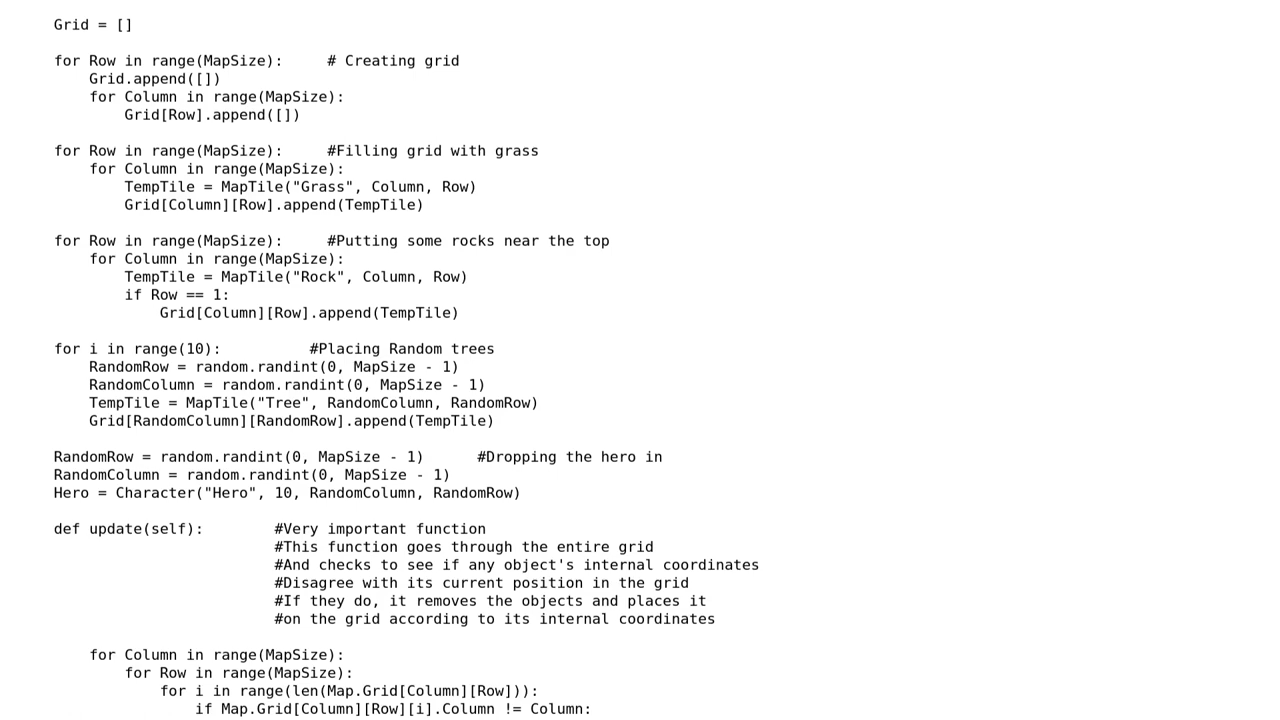 Grid = []

for Row in range(MapSize):     # Creating grid
    Grid.append([])
    for Column in range(MapSize):
        Grid[Row].append([])

for Row in range(MapSize):     #Filling grid with grass
    for Column in range(MapSize):
        TempTile = MapTile("Grass", Column, Row)
        Grid[Column][Row].append(TempTile)

for Row in range(MapSize):     #Putting some rocks near the top
    for Column in range(MapSize):
        TempTile = MapTile("Rock", Column, Row)
        if Row == 1:
            Grid[Column][Row].append(TempTile)

for i in range(10):          #Placing Random trees
    RandomRow = random.randint(0, MapSize - 1)
    RandomColumn = random.randint(0, MapSize - 1)
    TempTile = MapTile("Tree", RandomColumn, RandomRow)
    Grid[RandomColumn][RandomRow].append(TempTile)

RandomRow = random.randint(0, MapSize - 1)      #Dropping the hero in
RandomColumn = random.randint(0, MapSize - 1)
Hero = Character("Hero", 10, RandomColumn, RandomRow)

def update(self):        #Very important function
                         #This function goes through the entire grid
                         #And checks to see if any object's internal coordinates
                         #Disagree with its current position in the grid
                         #If they do, it removes the objects and places it
                         #on the grid according to its internal coordinates

    for Column in range(MapSize):
        for Row in range(MapSize):
            for i in range(len(Map.Grid[Column][Row])):
                if Map.Grid[Column][Row][i].Column != Column: